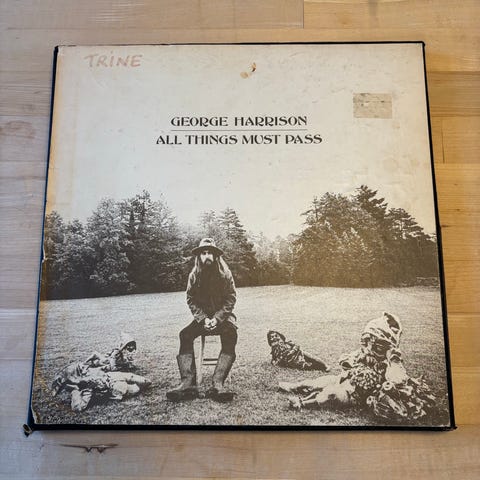 TRINE
GEORGE HARRISON
ALL THINGS MUST PASS